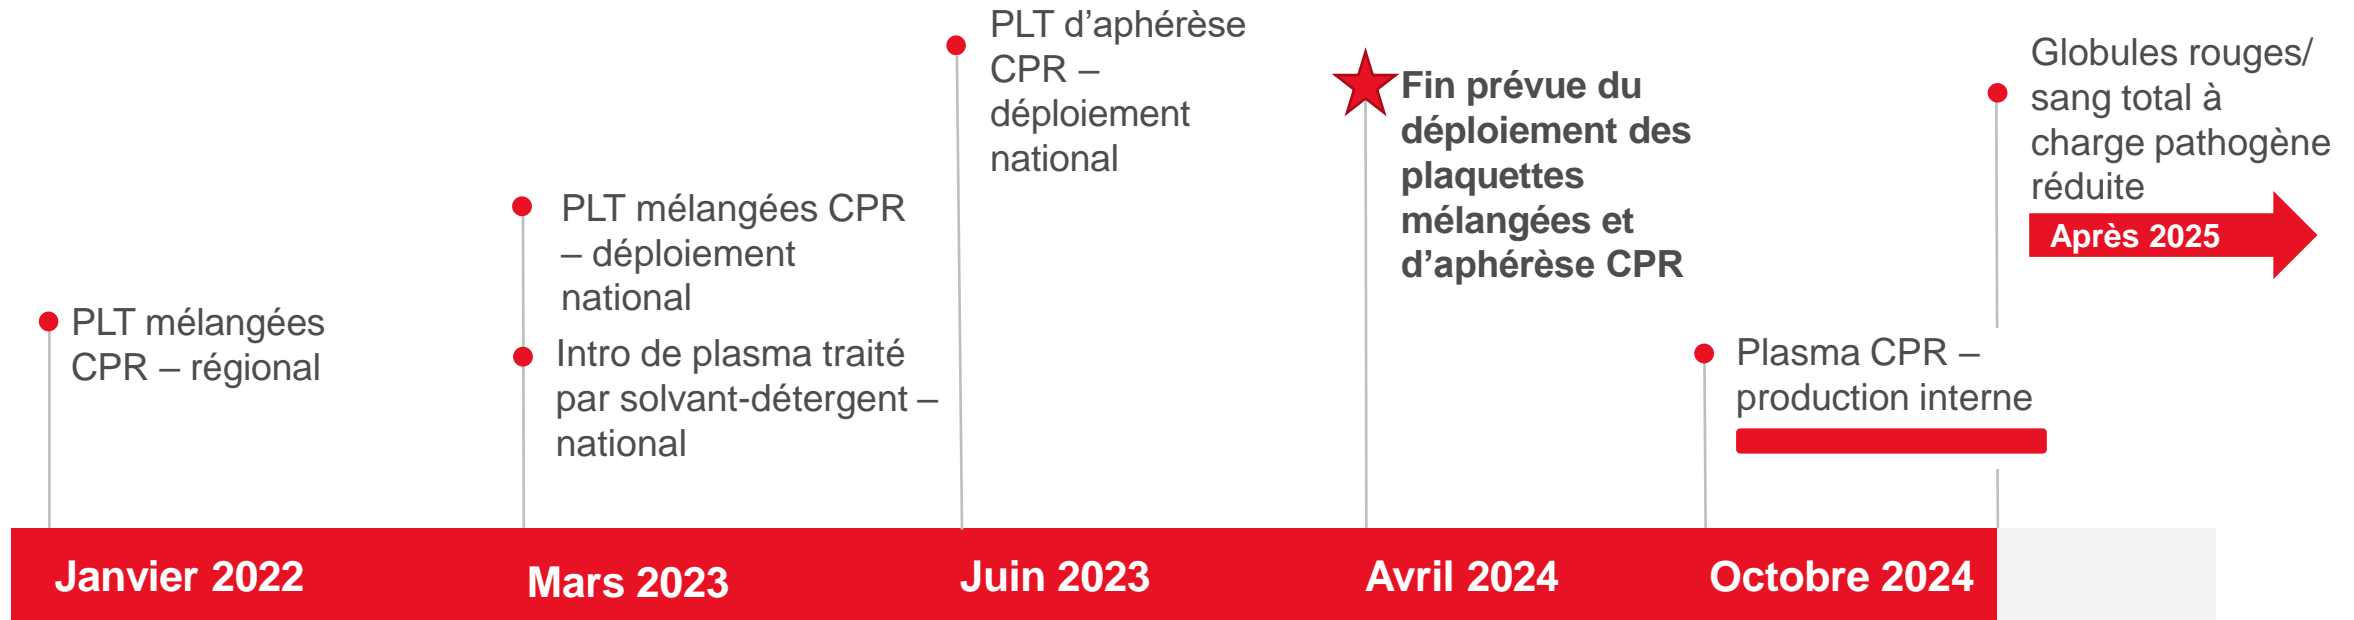 PLT mélangées
CPR – régional
PLT mélangées CPR
– déploiement
national
Intro de plasma traité
par solvant-détergent –
national
PLT d’aphérèse
CPR –
déploiement
national
Fin prévue du
déploiement des
plaquettes
mélangées et
d’aphérèse CPR
Plasma CPR –
production interne
Globules rouges/
sang total à
charge pathogène
réduite
Après 2025
Janvier 2022
Mars 2023
Juin 2023
Avril 2024
Octobre 2024